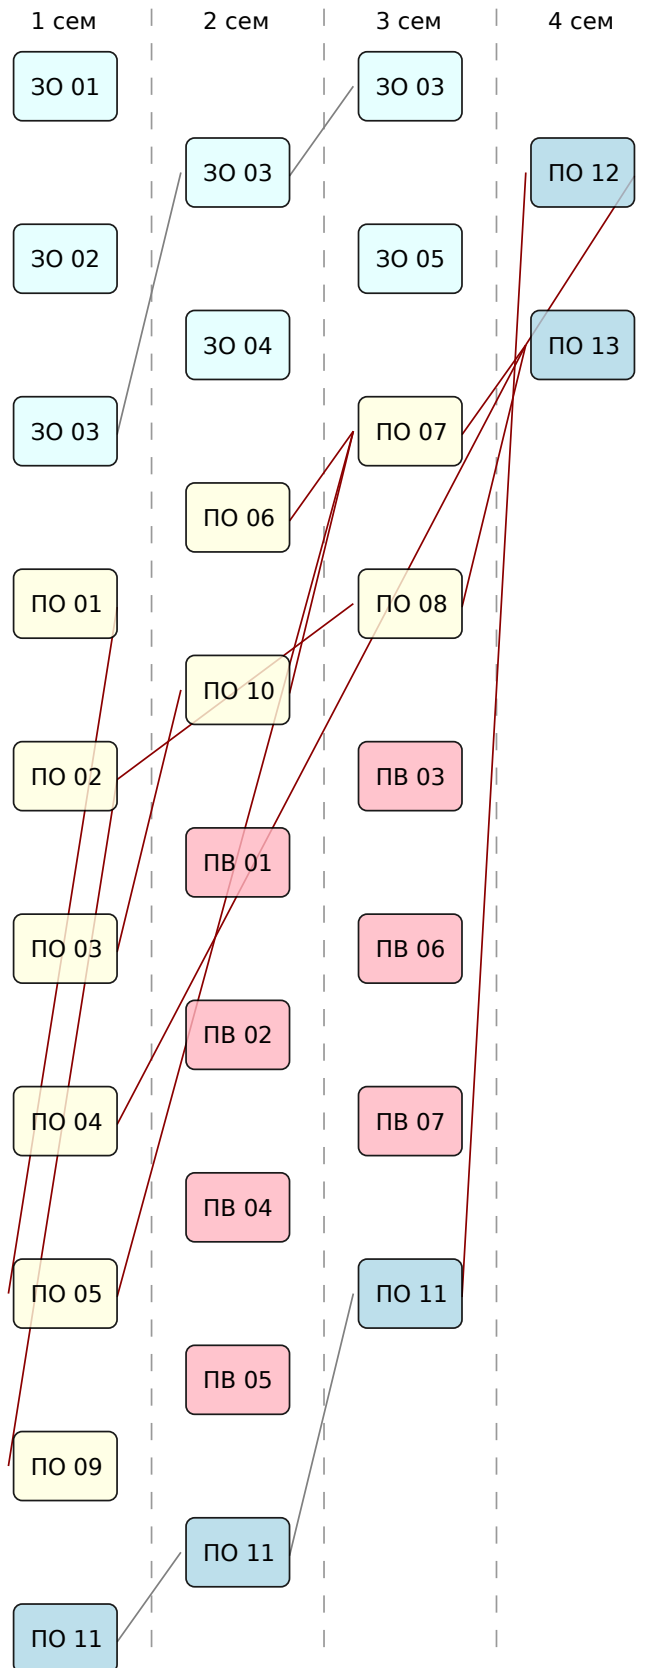 1 сем
2 сем
3 сем
4 сем
ЗО 01
ЗО 03
ЗО 03
ПО 12
ЗО 02
ЗО 05
ЗО 04
ПО 13
ЗО 03
ПО 07
ПО 06
ПО 01
ПО 08
ПО 10
ПО 02
ПВ 03
ПВ 01
ПО 03
ПВ 06
ПВ 02
ПО 04
ПВ 07
ПВ 04
ПО 05
ПО 11
ПВ 05
ПО 09
ПО 11
ПО 11